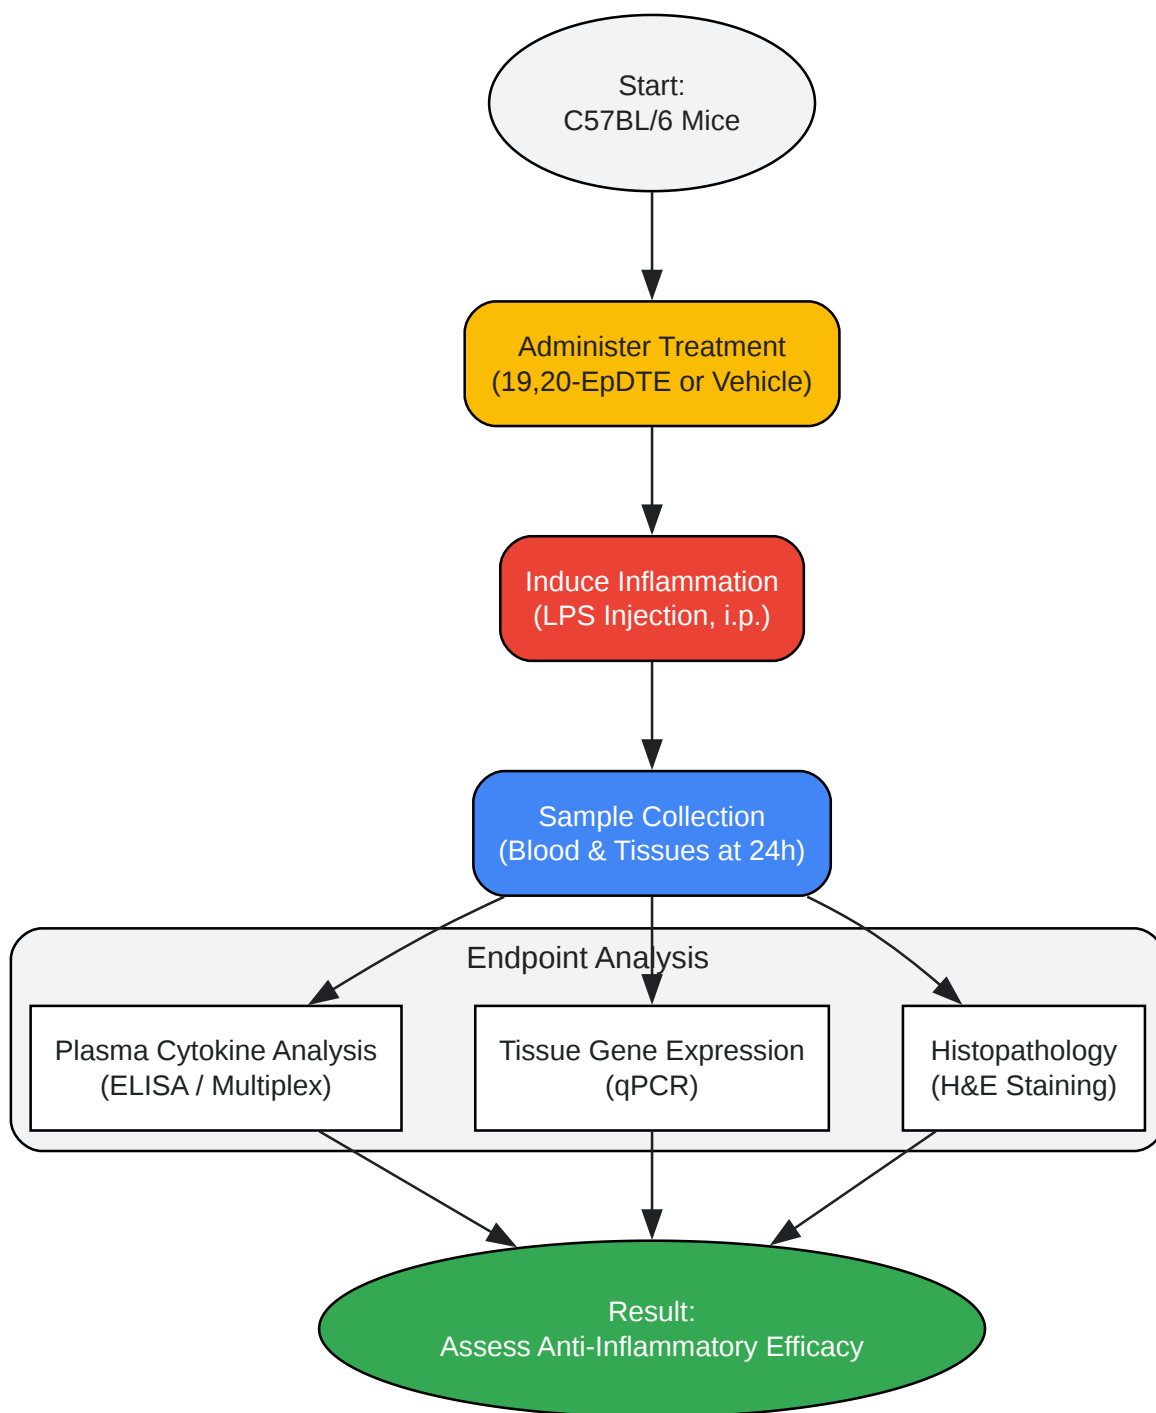 Start:
C57BL/6 Mice
Administer Treatment
(19,20-EpDTE or Vehicle)
Induce Inflammation
(LPS Injection, i.p.)
Sample Collection
(Blood & Tissues at 24h)
Endpoint Analysis
Plasma Cytokine Analysis
(ELISA / Multiplex)
Tissue Gene Expression
(qPCR)
Histopathology
(H&E Staining)
Result:
Assess Anti-Inflammatory Efficacy